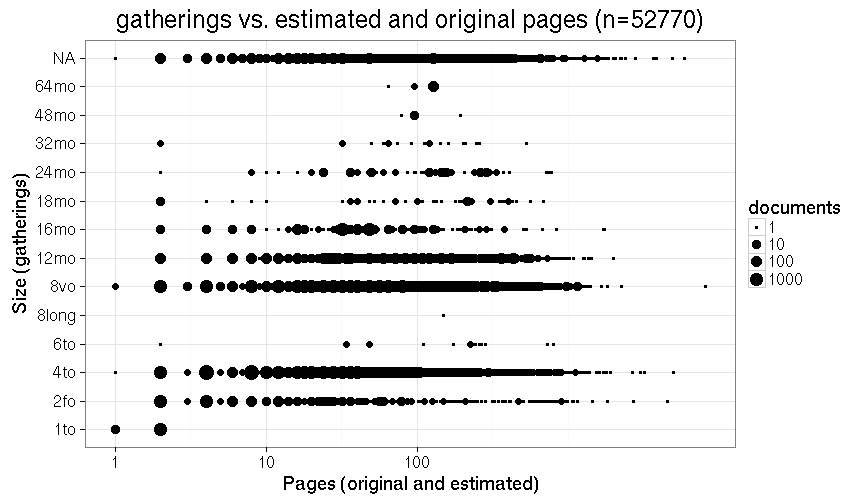 gatherings vs. estimated and original pages (n=52770)
NA
64mo
48mo
32mo
24mo
18mo
16mo
12mo
8vo
8long
6to
4to
2fo
1to
Size (gatherings)
1 10 100
Pages (original and estimated)
documents
1
10
100
1000